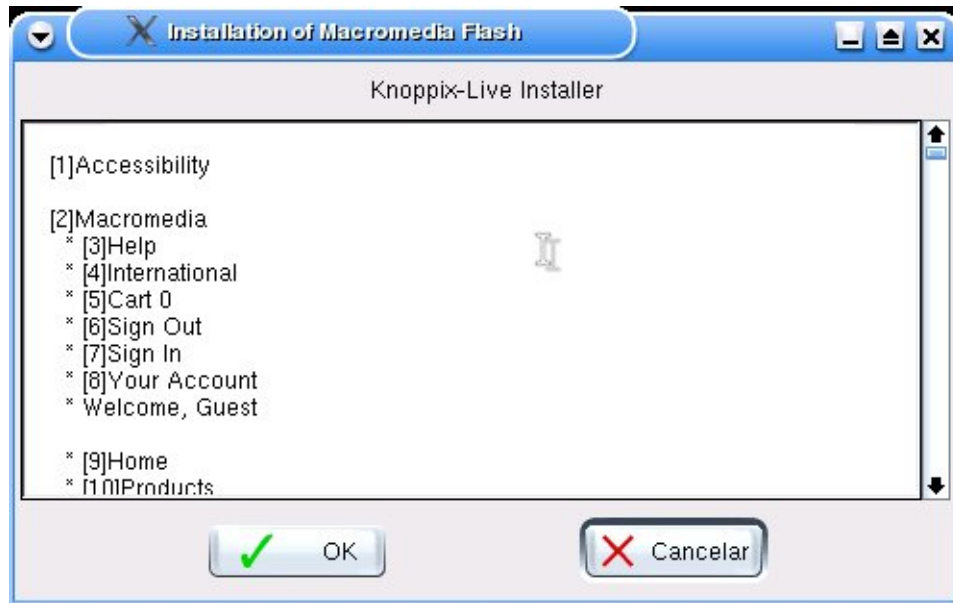 Installation of Macromedia Flash
Knoppix-Live Installer
[1]Accessibility
[2]Macromedia
* [3]Help
* [4]International
* [5]Cart 0
* [6]Sign Out
* [7]Sign In
* [8]Your Account
* Welcome, Guest
* [9]Home
* [10]Products
OK
Cancelar